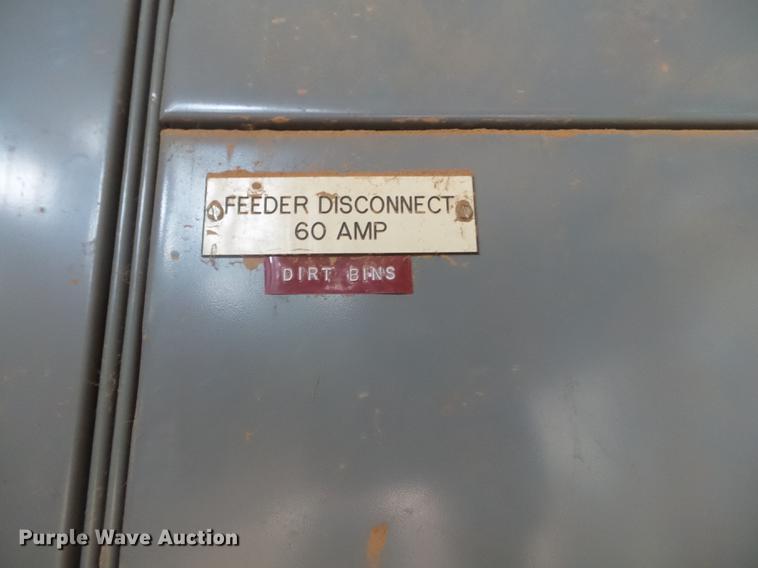 FEEDER DISCONNECT
60 AMP
DIRT BINS
Purple Wave Auction